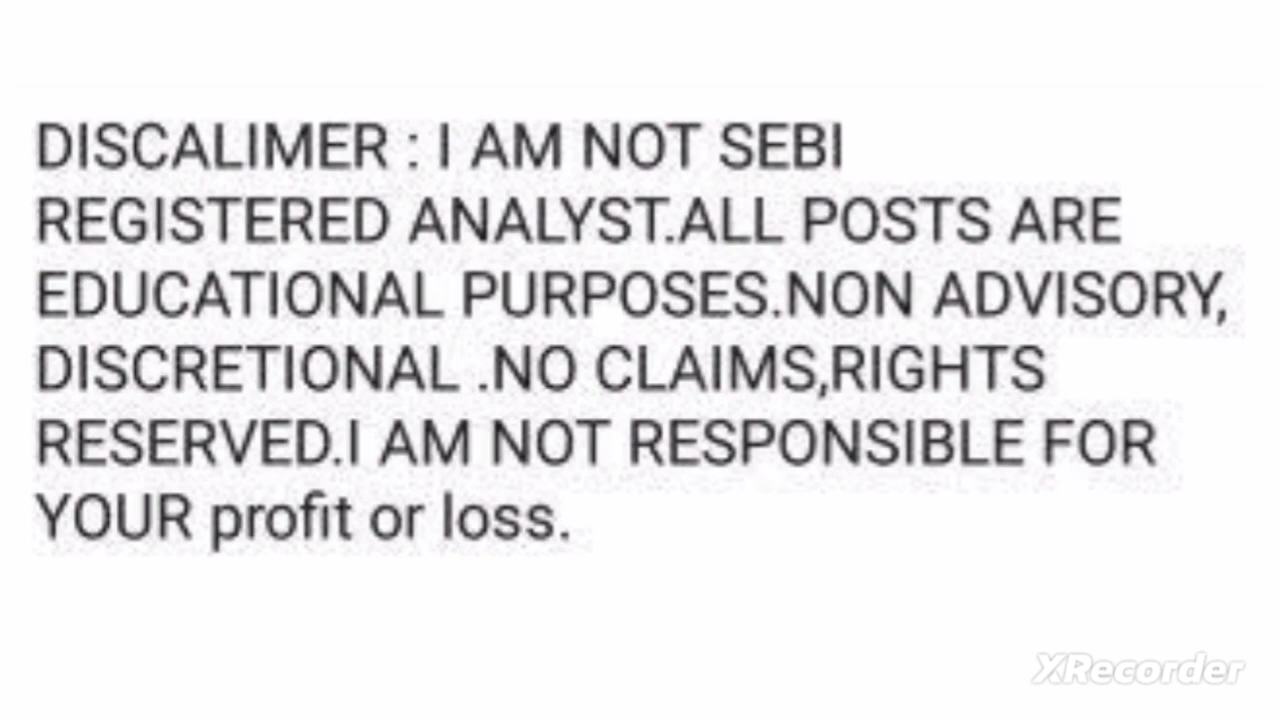 DISCALIMER : I AM NOT SEBI
REGISTERED ANALYST.ALL POSTS ARE
EDUCATIONAL PURPOSES.NON ADVISORY,
DISCRETIONAL .NO CLAIMS,RIGHTS
RESERVED.I AM NOT RESPONSIBLE FOR
YOUR profit or loss.
XRecorder